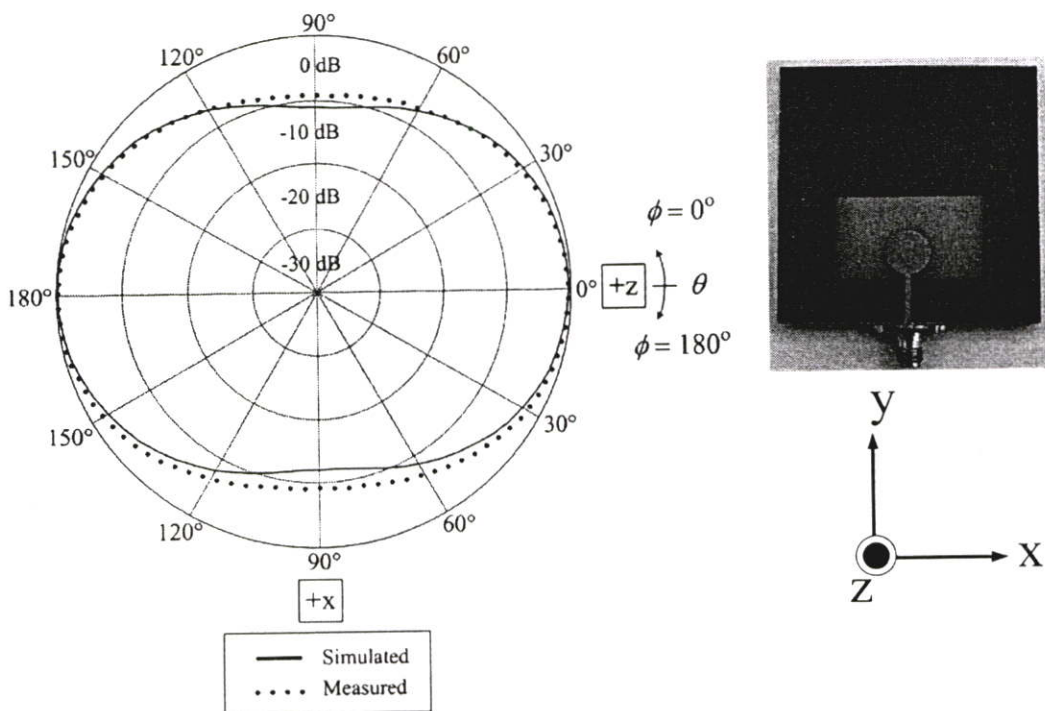 90°
120°
60°
0 dB
-10 dB
150°
30°
-20 dB
ϕ = 0°
-30 dB
180°
0°
+z
θ
ϕ = 180°
150°
30°
y
120°
60°
90°
x
z
+x
Simulated
Measured